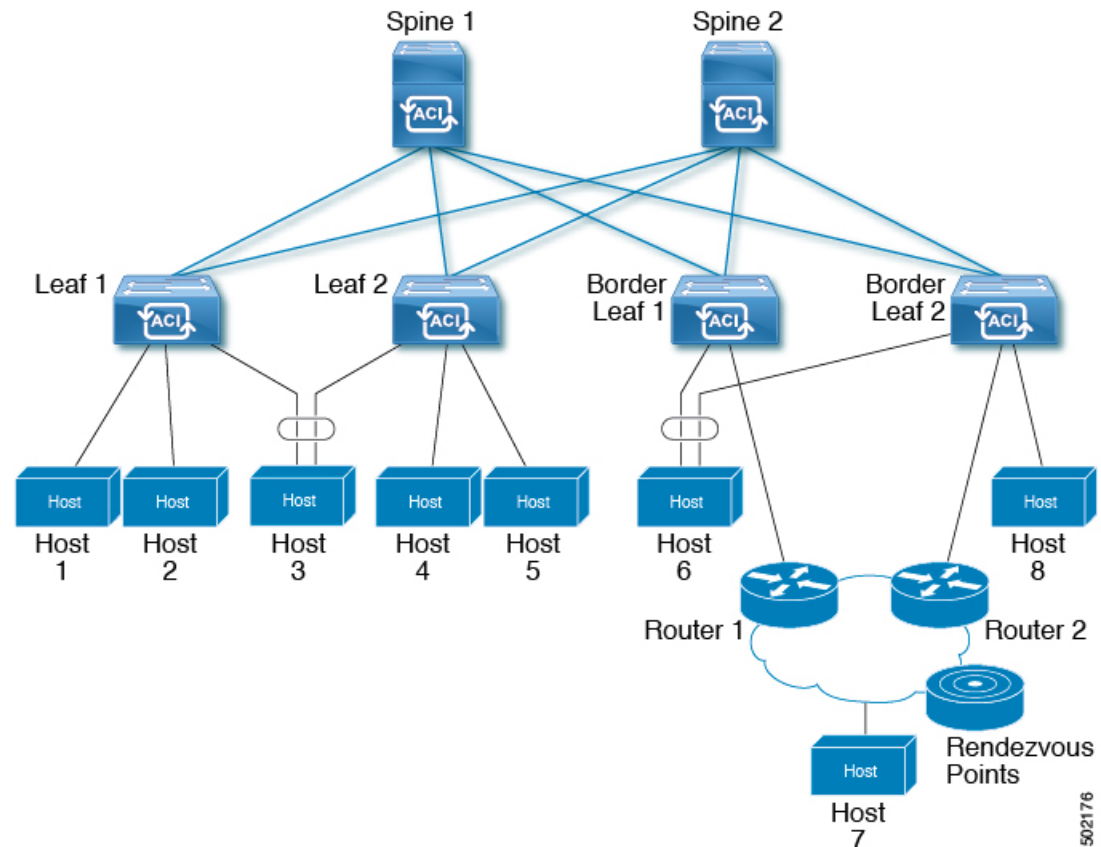 Spine 1
Spine 2
ACI
ACI
Leaf 1
Leaf 2
Border
Leaf 1
Border
Leaf 2
ACI
ACI
ACI
ACI
Host
Host
Host
Host
Host
Host
Host
Host
1
Host
2
Host
3
Host
4
Host
5
Host
6
Host
8
Router 1
Router 2
Rendezvous
Points
Host
Host
7
502176